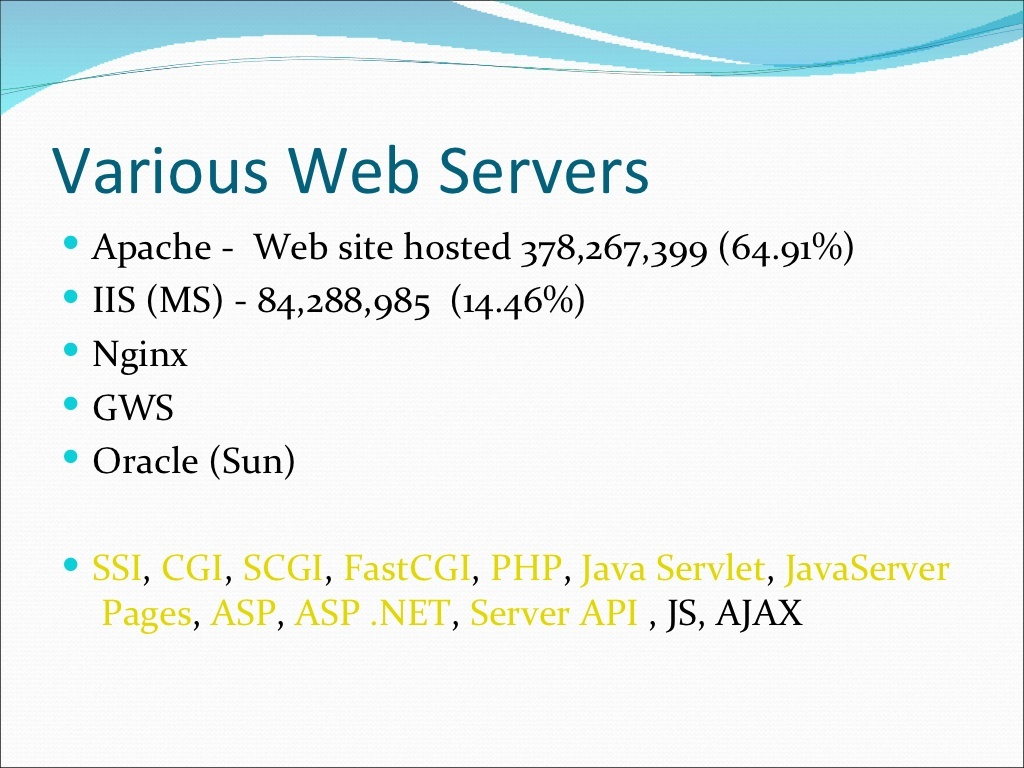 Various Web Servers
• Apache -  Web site hosted 378,267,399 (64.91%)
• IIS (MS) - 84,288,985  (14.46%)
• Nginx
• GWS
• Oracle (Sun)
• SSI, CGI, SCGI, FastCGI, PHP, Java Servlet, JavaServer
Pages, ASP, ASP .NET, Server API , JS, AJAX